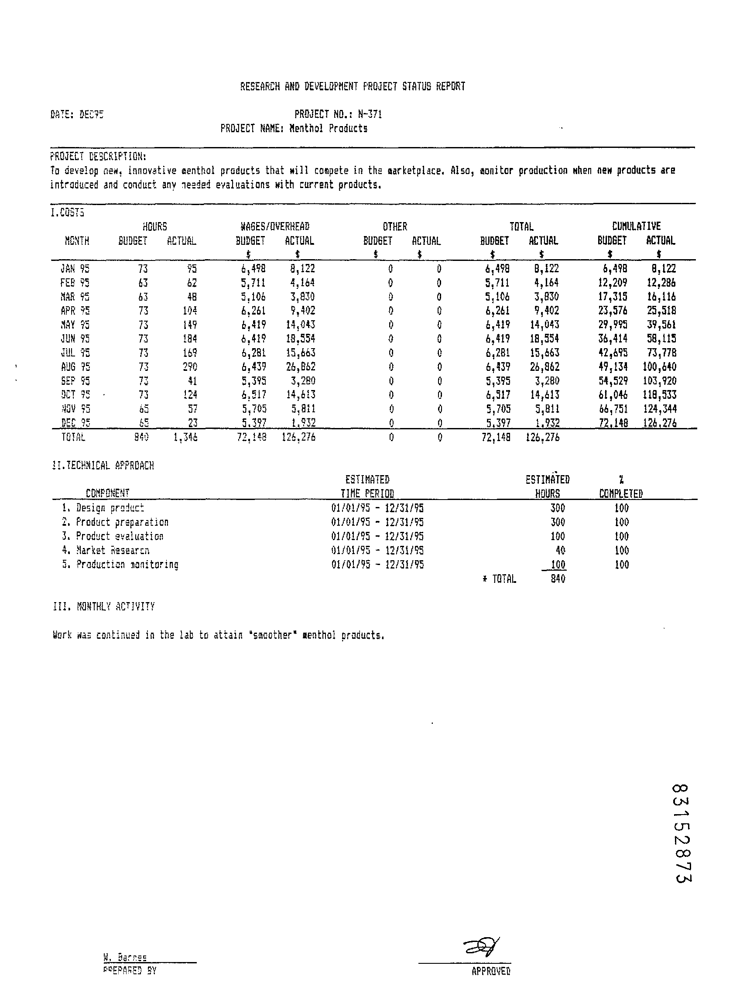 RESEARCH AND DEVELOPMENT PROJECT STATUS REPORT
DATE: DEC95 PROJECT NO.: N-371
PROJECT NAME: Menthol Products
PROJECT DESCRIPTION:
To develop new, innovative menthol products that will compete in the marketplace. Also, monitor production when new products are
introduced and conduct any needed evaluations with current products.
I.COSTS
HOURS WAGES/OVERHEAD OTHER TOTAL CUMULATIVE
MONTH BUDGET ACTUAL BUDGET ACTUAL BUDGET ACTUAL BUDGET ACTUAL BUDGET ACTUAL
$ $ $ $ $ $ $ $
JAN 95 73 95 6,498 8,122 0 0 6,498 8,122 6,498 8,122
FEB 95 63 62 5,711 4,164 0 0 5,711 4,164 12,209 12,286
MAR 95 63 48 5,106 3,830 0 0 5,106 3,830 17,315 16,116
APR 95 73 104 6,261 9,402 0 0 6,261 9,402 23,576 25,518
MAY 95 73 149 6,419 14,043 0 0 6,419 14,043 29,995 39,561
JUN 95 73 184 6,419 18,554 0 0 6,419 18,554 36,414 58,115
JUL 95 73 169 6,281 15,663 0 0 6,281 15,663 42,695 73,778
AUG 95 73 290 6,439 26,862 0 0 6,439 26,862 49,134 100,640
SEP 95 73 41 5,395 3,280 0 0 5,395 3,280 54,529 103,920
OCT 95 73 124 6,517 14,613 0 0 6,517 14,613 61,046 118,533
NOV 95 65 57 5,705 5,811 0 0 5,705 5,811 66,751 124,344
DEC 95 65 23 5,397 1,932 0 0 5,397 1,932 72,148 126,276
TOTAL 840 1,346 72,148 126,276 0 0 72,148 126,276
II.TECHNICAL APPROACH
ESTIMATED ESTIMATED %
COMPONENT TIME PERIOD HOURS COMPLETED
1. Design product 01/01/95 - 12/31/95 300 100
2. Product preparation 01/01/95 - 12/31/95 300 100
3. Product evaluation 01/01/95 - 12/31/95 100 100
4. Market Research 01/01/95 - 12/31/95 40 100
5. Production monitoring 01/01/95 - 12/31/95 100 100
* TOTAL 840
III. MONTHLY ACTIVITY
Work was continued in the lab to attain "smoother" menthol products.
83152873
W. Barnes
PREPARED BY APPROVED